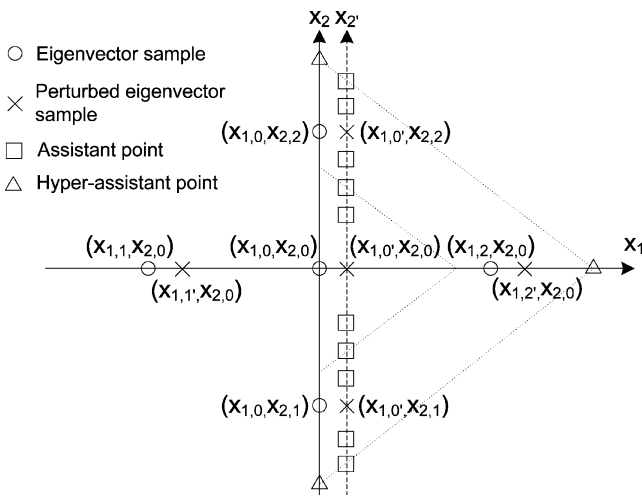 x2 x2'
Eigenvector sample
Perturbed eigenvector
sample
Assistant point
Hyper-assistant point
(x1,0,x2,2) (x1,0',x2,2)
(x1,1,x2,0) (x1,0,x2,0) (x1,0',x2,0) (x1,2,x2,0) x1
(x1,1',x2,0) (x1,2',x2,0)
(x1,0,x2,1) (x1,0',x2,1)